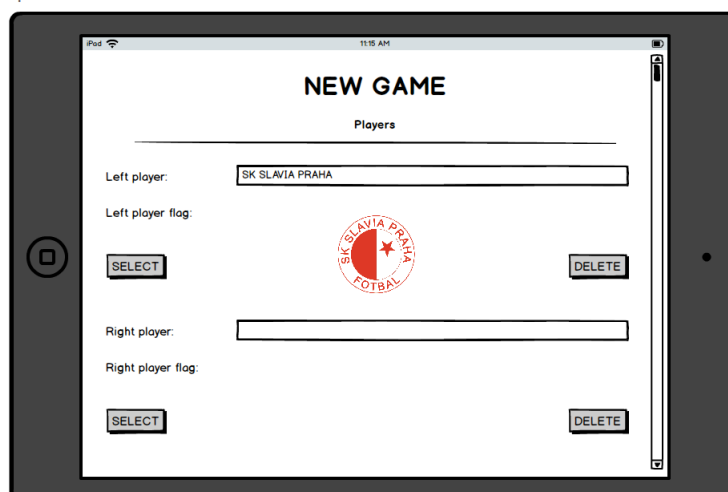 iPad 11:15 AM
NEW GAME
Players
Left player: SK SLAVIA PRAHA
Left player flag:
SK SLAVIA PRAHA
FOTBAL
SELECT DELETE
Right player:
Right player flag:
SELECT DELETE